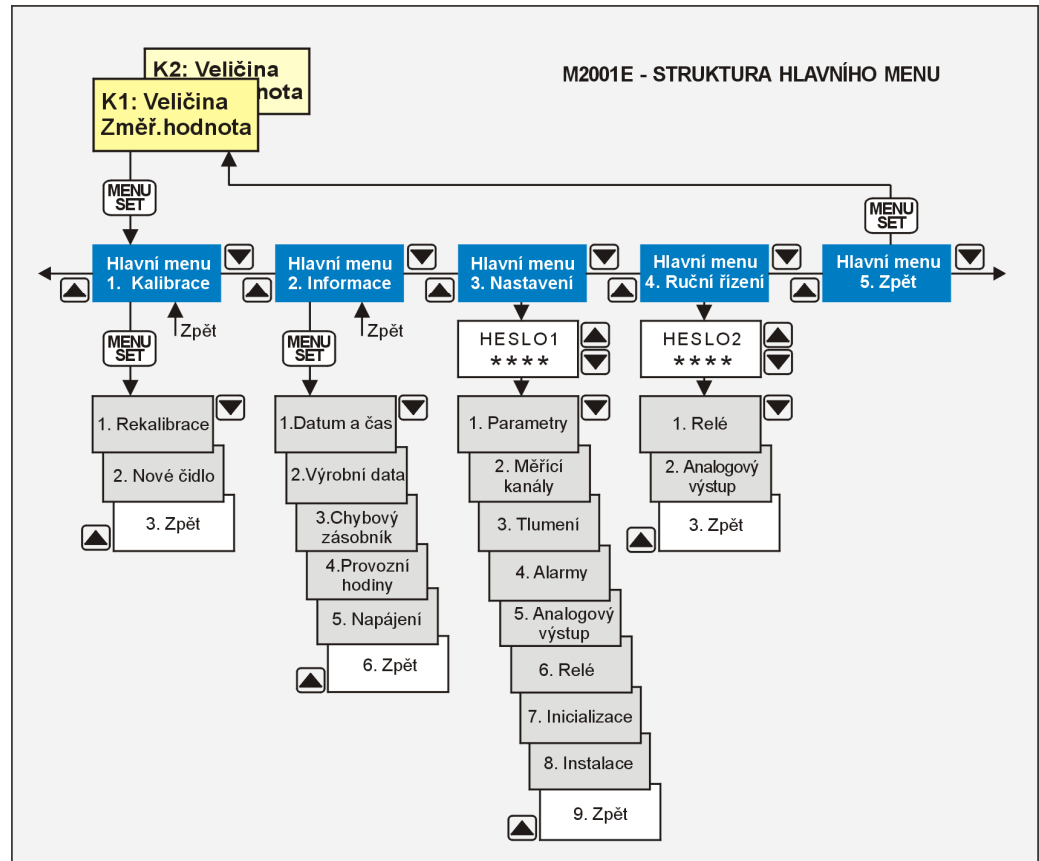 K2: Veličina
nota
K1: Veličina
Změř.hodnota
M2001E - STRUKTURA HLAVNÍHO MENU
MENU
SET
MENU
SET
Hlavní menu
1. Kalibrace
Hlavní menu
2. Informace
Hlavní menu
3. Nastavení
Hlavní menu
4. Ruční řízení
Hlavní menu
5. Zpět
MENU
SET
Zpět
MENU
SET
Zpět
HESLO1
****
HESLO2
****
1. Rekalibrace
2. Nové čidlo
3. Zpět
1.Datum a čas
2.Výrobní data
3.Chybový
zásobník
4.Provozní
hodiny
5. Napájení
6. Zpět
1. Parametry
2. Měřící
kanály
3. Tlumení
4. Alarmy
5. Analogový
výstup
6. Relé
7. Inicializace
8. Instalace
9. Zpět
1. Relé
2. Analogový
výstup
3. Zpět